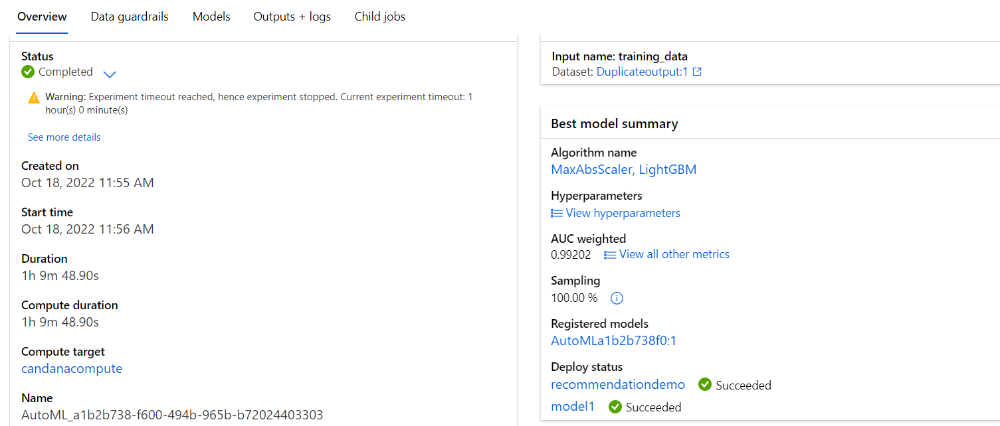 Overview Data guardrails Models Outputs + logs Child jobs
Status
Completed
Warning: Experiment timeout reached, hence experiment stopped. Current experiment timeout: 1
hour(s) 0 minute(s)
See more details
Created on
Oct 18, 2022 11:55 AM
Start time
Oct 18, 2022 11:56 AM
Duration
1h 9m 48.90s
Compute duration
1h 9m 48.90s
Compute target
candanacompute
Name
AutoML_a1b2b738-f600-494b-965b-b72024403303
Input name: training_data
Dataset: Duplicateoutput:1
Best model summary
Algorithm name
MaxAbsScaler, LightGBM
Hyperparameters
View hyperparameters
AUC weighted
0.99202 View all other metrics
Sampling
100.00 %
Registered models
AutoMLa1b2b738f0:1
Deploy status
recommendationdemo Succeeded
model1 Succeeded